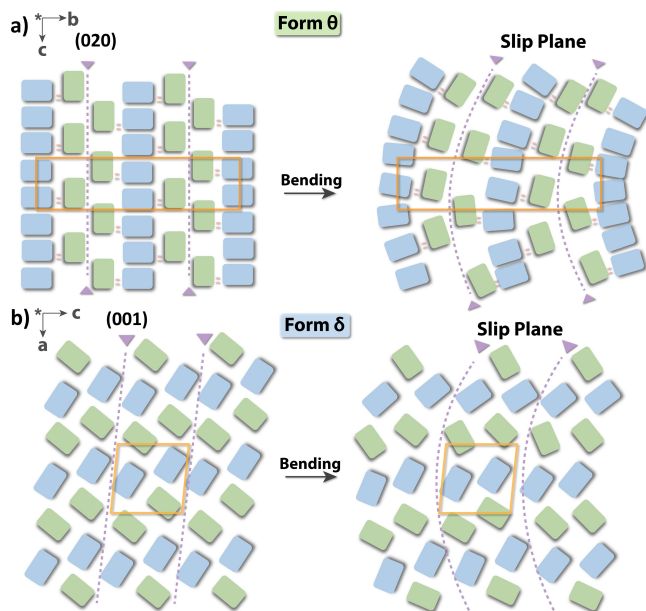 a)
* b
c
(020)
Form θ
Slip Plane
Bending
b)
* c
a
(001)
Form δ
Slip Plane
Bending